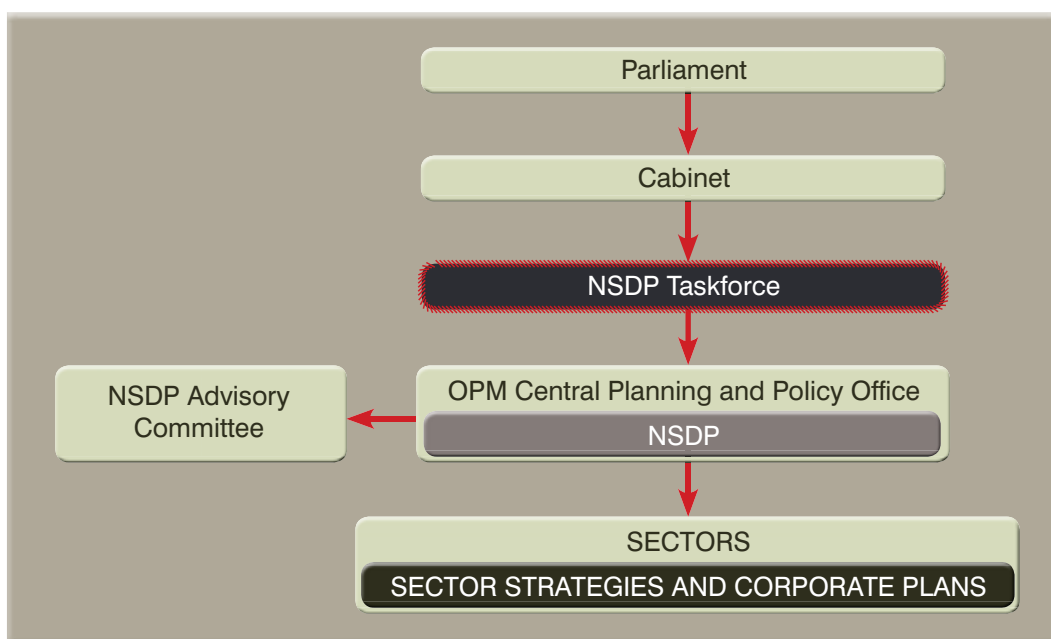 Parliament
Cabinet
NSDP Taskforce
NSDP Advisory
Committee
OPM Central Planning and Policy Office
NSDP
SECTORS
SECTOR STRATEGIES AND CORPORATE PLANS